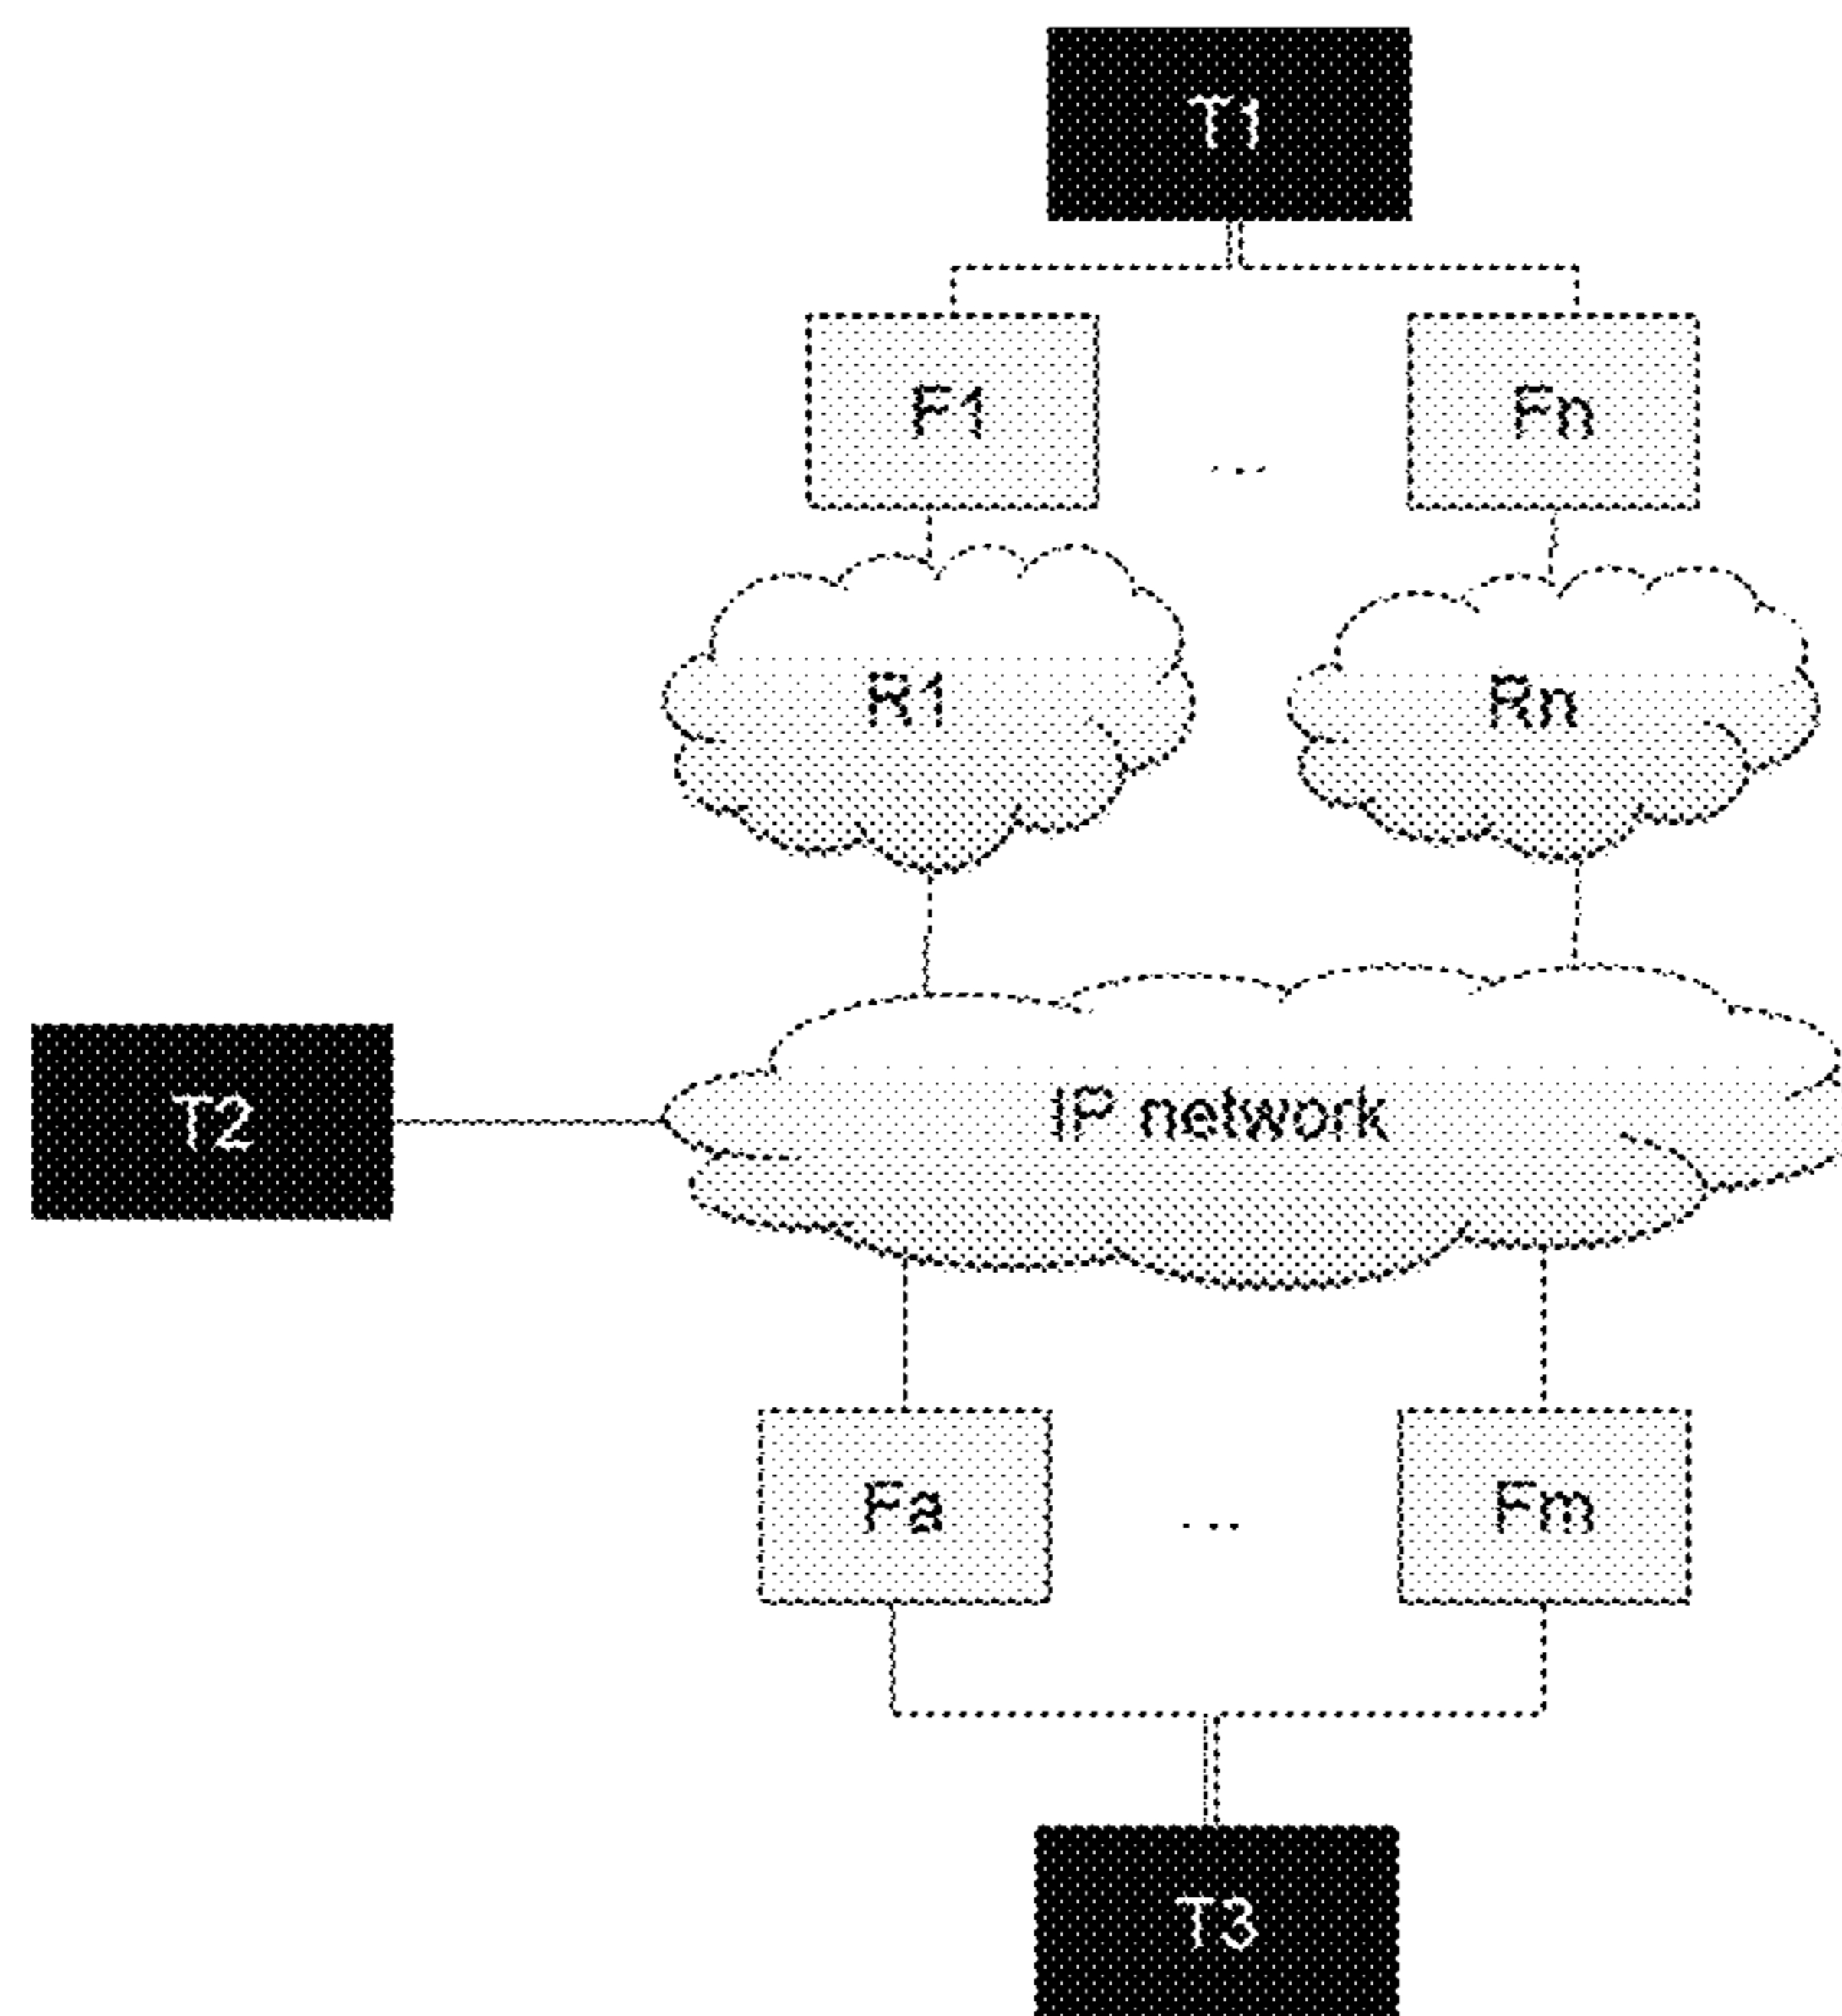 T1
F1
...
Fn
R1
Rn
T2
IP network
Fa
...
Fm
T3